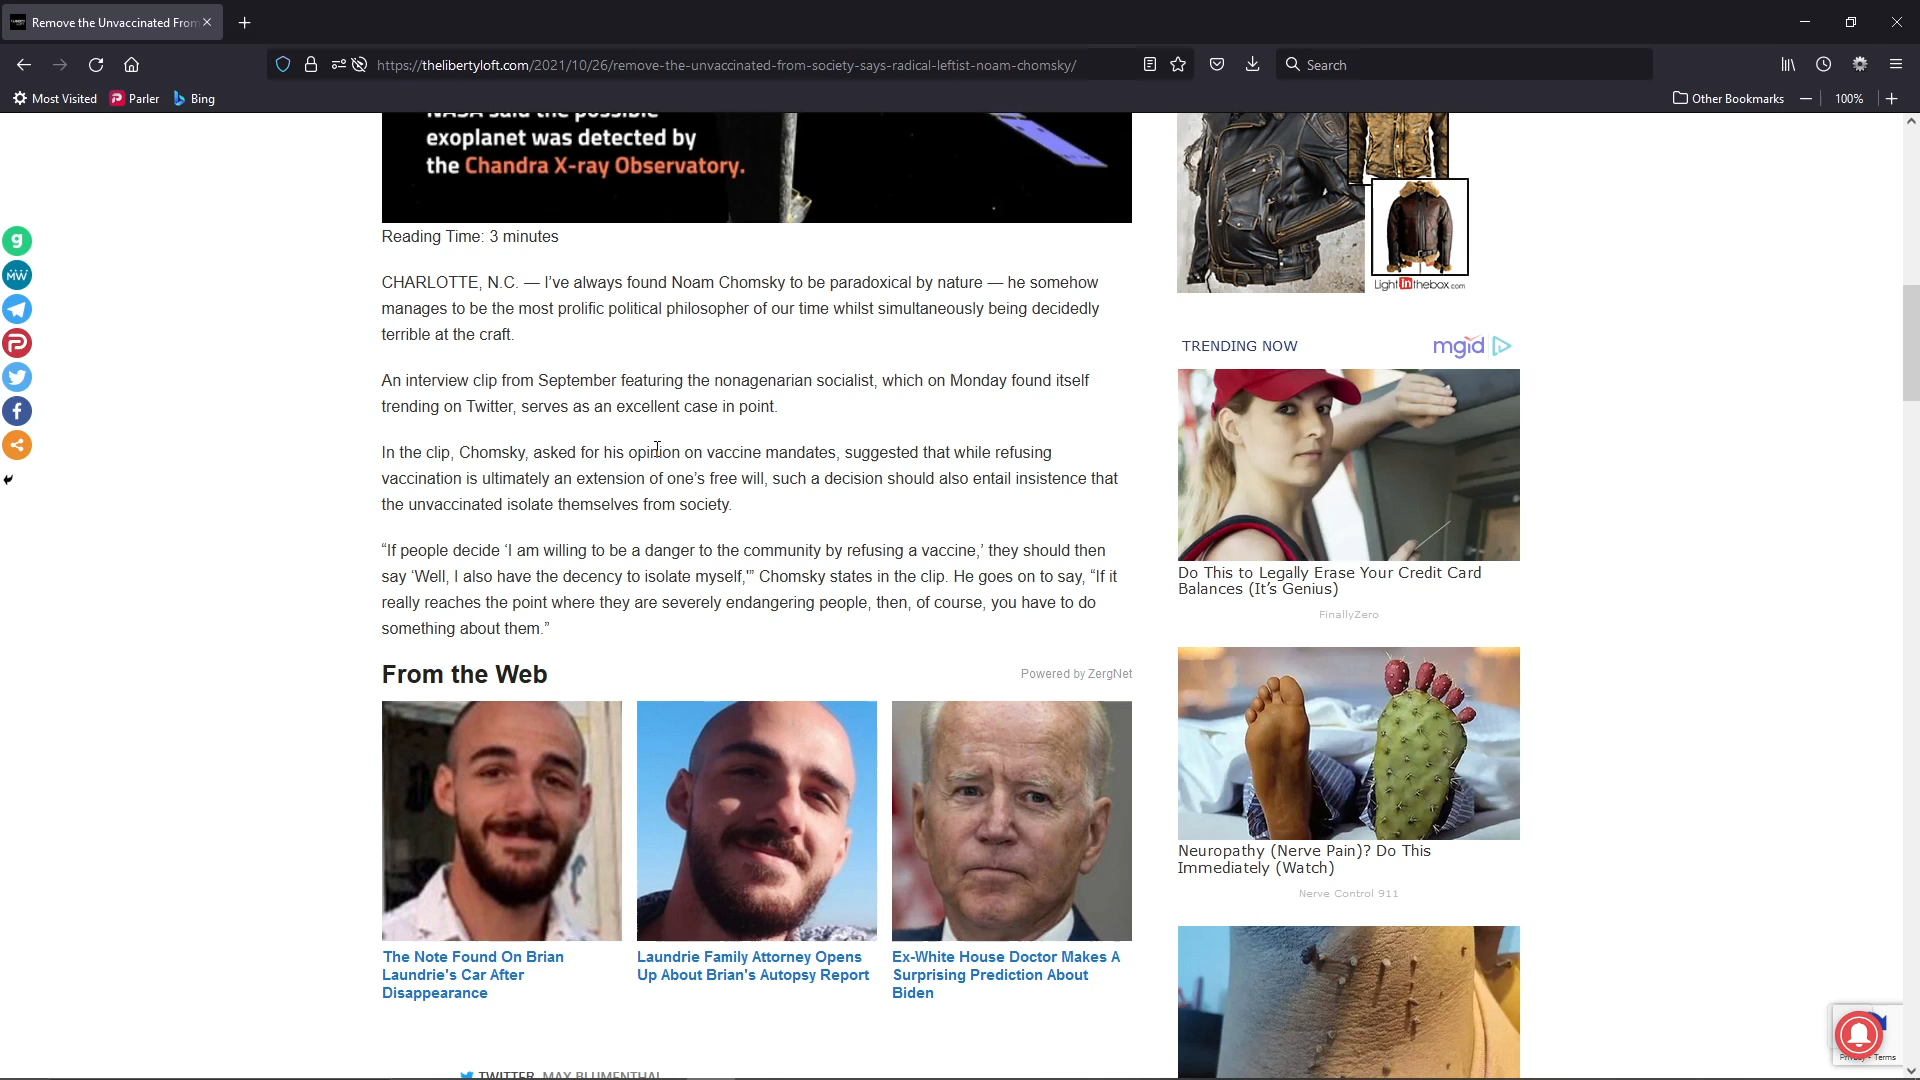 Remove the Unvaccinated From
https://thelibertyloft.com/2021/10/26/remove-the-unvaccinated-from-society-says-radical-leftist-noam-chomsky/
Search
Most Visited
Parler
Bing
Other Bookmarks
100%
NASA said the possible
exoplanet was detected by
the Chandra X-ray Observatory.
Reading Time: 3 minutes
CHARLOTTE, N.C. — I’ve always found Noam Chomsky to be paradoxical by nature — he somehow
manages to be the most prolific political philosopher of our time whilst simultaneously being decidedly
terrible at the craft.
An interview clip from September featuring the nonagenarian socialist, which on Monday found itself
trending on Twitter, serves as an excellent case in point.
In the clip, Chomsky, asked for his opinion on vaccine mandates, suggested that while refusing
vaccination is ultimately an extension of one’s free will, such a decision should also entail insistence that
the unvaccinated isolate themselves from society.
“If people decide ‘I am willing to be a danger to the community by refusing a vaccine,’ they should then
say ‘Well, I also have the decency to isolate myself,'” Chomsky states in the clip. He goes on to say, “If it
really reaches the point where they are severely endangering people, then, of course, you have to do
something about them.”
From the Web
Powered by ZergNet
The Note Found On Brian
Laundrie's Car After
Disappearance
Laundrie Family Attorney Opens
Up About Brian's Autopsy Report
Ex-White House Doctor Makes A
Surprising Prediction About
Biden
TWITTER MAX BLUMENTHAL
g
MW
LightInthebox.com
TRENDING NOW
mgid
Do This to Legally Erase Your Credit Card
Balances (It’s Genius)
FinallyZero
Neuropathy (Nerve Pain)? Do This
Immediately (Watch)
Nerve Control 911
Privacy - Terms